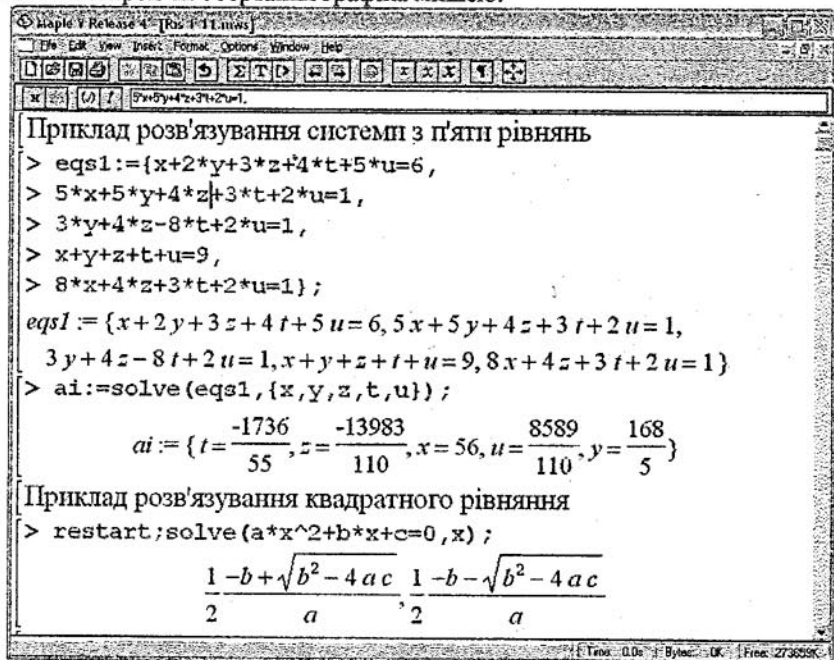 Maple V Release 4 - [Ris 1-11.mws]
File Edit View Insert Format Options Window Help
5*x+5*y+4*z+3*t+2*u=1,
Приклад розв'язування системи з п'яти рівнянь
> eqs1:={x+2*y+3*z+4*t+5*u=6,
> 5*x+5*y+4*z+3*t+2*u=1,
> 3*y+4*z-8*t+2*u=1,
> x+y+z+t+u=9,
> 8*x+4*z+3*t+2*u=1};
eqs1 := {x + 2 y + 3 z + 4 t + 5 u = 6, 5 x + 5 y + 4 z + 3 t + 2 u = 1,
3 y + 4 z - 8 t + 2 u = 1, x + y + z + t + u = 9, 8 x + 4 z + 3 t + 2 u = 1}
> ai:=solve(eqs1,{x,y,z,t,u});
ai := {t = -1736/55, z = -13983/110, x = 56, u = 8589/110, y = 168/5}
Приклад розв'язування квадратного рівняння
> restart;solve(a*x^2+b*x+c=0,x);
1/2 (-b + √(b² - 4 a c))/a, 1/2 (-b - √(b² - 4 a c))/a
Time: 0.0s Bytes: 0K Free: 273659K